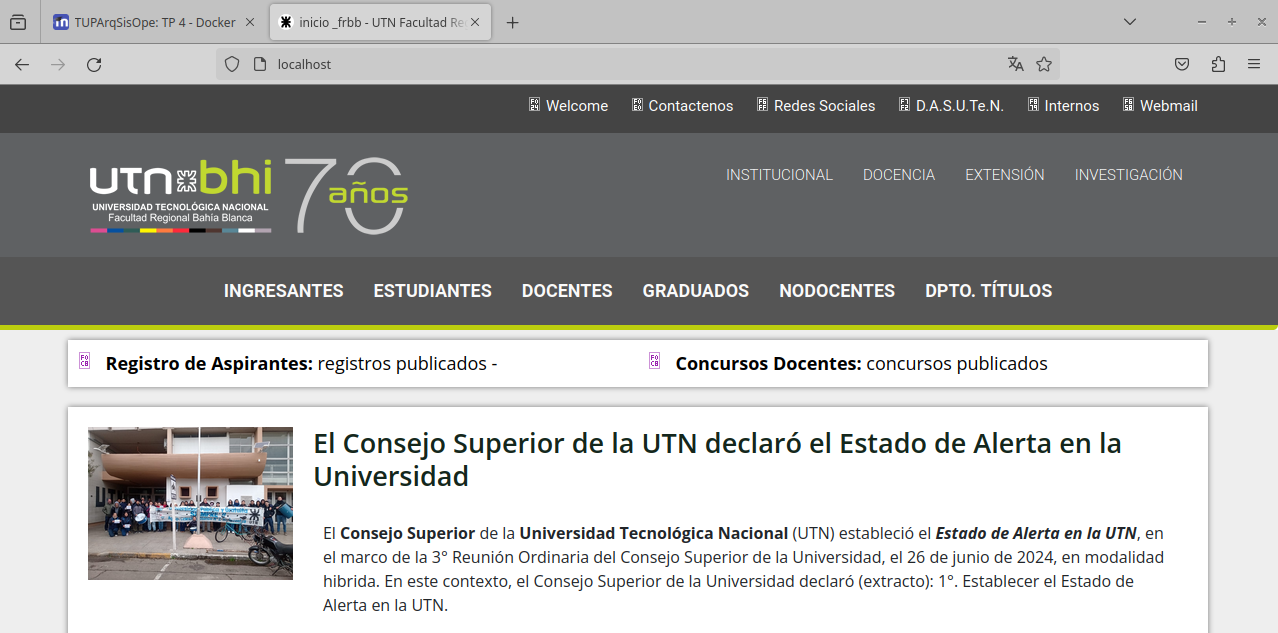 TUPArqSisOpe: TP 4 - Docker
inicio _frbb - UTN Facultad Re
localhost
Welcome
Contactenos
Redes Sociales
D.A.S.U.Te.N.
Internos
Webmail
utn bhi 70 años
UNIVERSIDAD TECNOLÓGICA NACIONAL
Facultad Regional Bahía Blanca
INSTITUCIONAL DOCENCIA EXTENSIÓN INVESTIGACIÓN
INGRESANTES ESTUDIANTES DOCENTES GRADUADOS NODOCENTES DPTO. TÍTULOS
Registro de Aspirantes: registros publicados -
Concursos Docentes: concursos publicados
El Consejo Superior de la UTN declaró el Estado de Alerta en la
Universidad
El Consejo Superior de la Universidad Tecnológica Nacional (UTN) estableció el Estado de Alerta en la UTN, en
el marco de la 3° Reunión Ordinaria del Consejo Superior de la Universidad, el 26 de junio de 2024, en modalidad
hibrida. En este contexto, el Consejo Superior de la Universidad declaró (extracto): 1°. Establecer el Estado de
Alerta en la UTN.